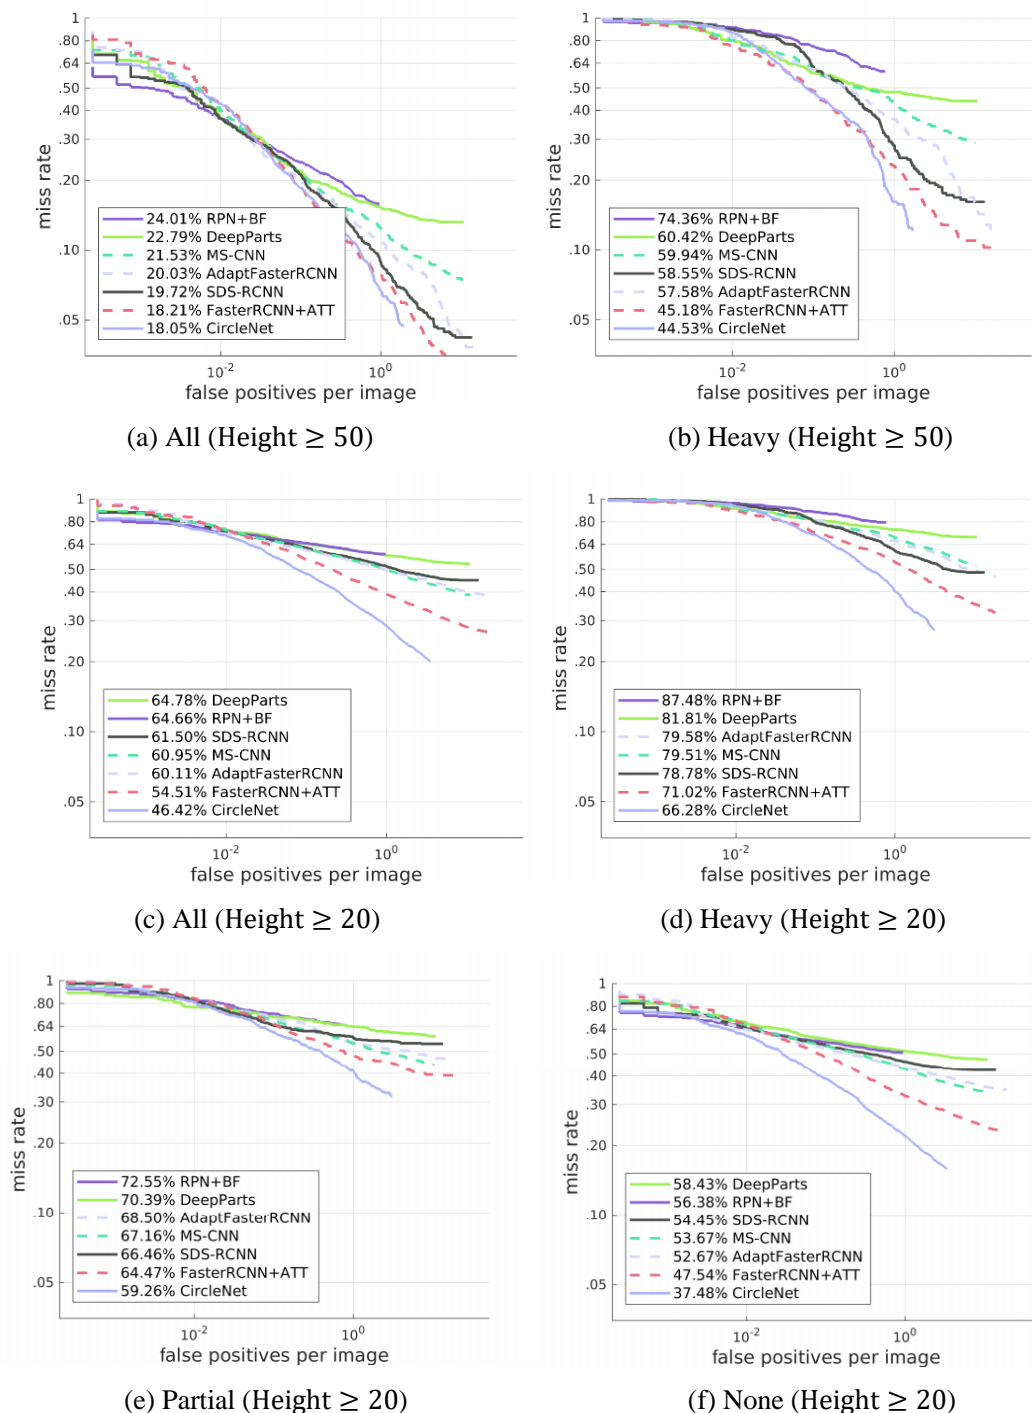 1
.80
.64
.50
.40
.30
.20
.10
.05
miss rate
24.01% RPN+BF
22.79% DeepParts
21.53% MS-CNN
20.03% AdaptFasterRCNN
19.72% SDS-RCNN
18.21% FasterRCNN+ATT
18.05% CircleNet
10-2
100
false positives per image
(a) All (Height ≥ 50)
1
.80
.64
.50
.40
.30
.20
.10
.05
miss rate
74.36% RPN+BF
60.42% DeepParts
59.94% MS-CNN
58.55% SDS-RCNN
57.58% AdaptFasterRCNN
45.18% FasterRCNN+ATT
44.53% CircleNet
10-2
100
false positives per image
(b) Heavy (Height ≥ 50)
1
.80
.64
.50
.40
.30
.20
.10
.05
miss rate
64.78% DeepParts
64.66% RPN+BF
61.50% SDS-RCNN
60.95% MS-CNN
60.11% AdaptFasterRCNN
54.51% FasterRCNN+ATT
46.42% CircleNet
10-2
100
false positives per image
(c) All (Height ≥ 20)
1
.80
.64
.50
.40
.30
.20
.10
.05
miss rate
87.48% RPN+BF
81.81% DeepParts
79.58% AdaptFasterRCNN
79.51% MS-CNN
78.78% SDS-RCNN
71.02% FasterRCNN+ATT
66.28% CircleNet
10-2
100
false positives per image
(d) Heavy (Height ≥ 20)
1
.80
.64
.50
.40
.30
.20
.10
.05
miss rate
72.55% RPN+BF
70.39% DeepParts
68.50% AdaptFasterRCNN
67.16% MS-CNN
66.46% SDS-RCNN
64.47% FasterRCNN+ATT
59.26% CircleNet
10-2
100
false positives per image
(e) Partial (Height ≥ 20)
1
.80
.64
.50
.40
.30
.20
.10
.05
miss rate
58.43% DeepParts
56.38% RPN+BF
54.45% SDS-RCNN
53.67% MS-CNN
52.67% AdaptFasterRCNN
47.54% FasterRCNN+ATT
37.48% CircleNet
10-2
100
false positives per image
(f) None (Height ≥ 20)